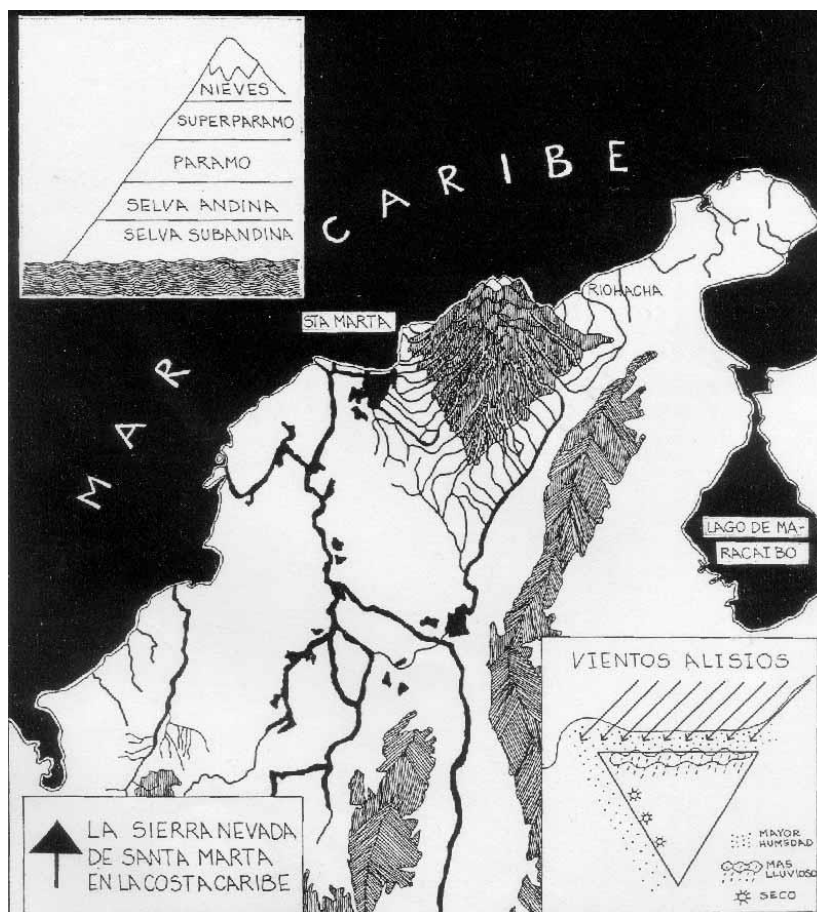 NIEVES
SUPERPARAMO
PARAMO
SELVA ANDINA
SELVA SUBANDINA
MAR CARIBE
RIOHACHA
STA MARTA
LAGO DE MA-
RACAIBO
VIENTOS ALISIOS
MAYOR
HUMEDAD
MAS
LLUVIOSO
SECO
LA SIERRA NEVADA
DE SANTA MARTA
EN LA COSTA CARIBE